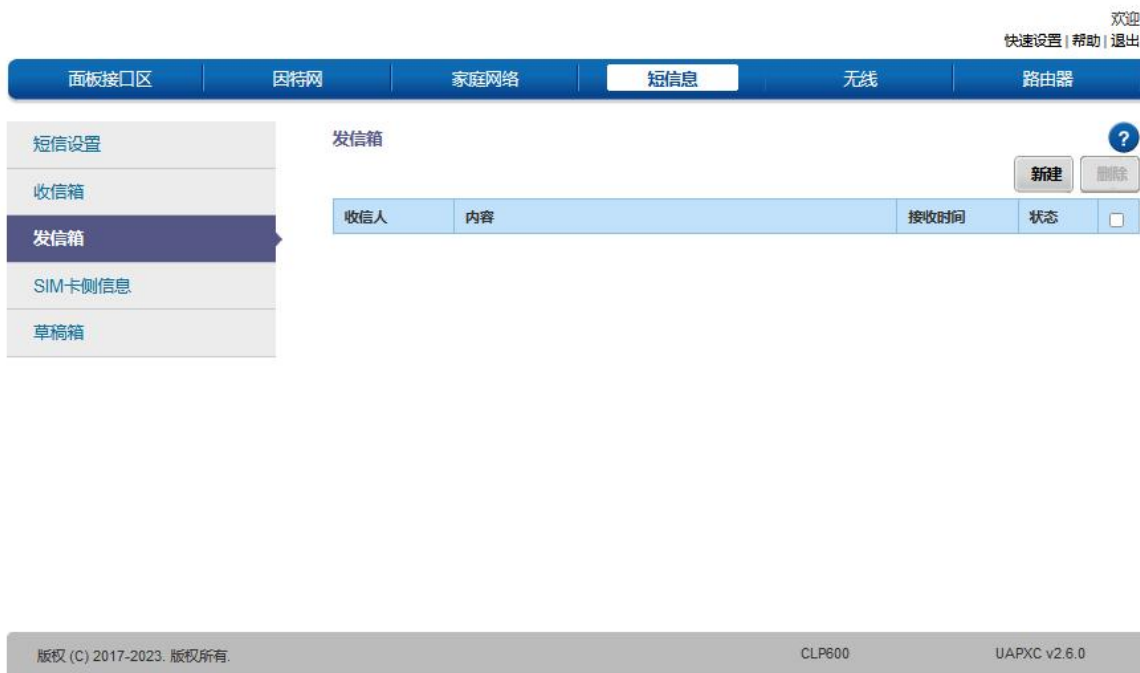 欢迎
快速设置 | 帮助 | 退出
面板接口区 因特网 家庭网络 短信息 无线 路由器
短信设置
收信箱
发信箱
SIM卡侧信息
草稿箱
发信箱
?
新建 删除
收信人 内容 接收时间 状态
版权 (C) 2017-2023. 版权所有. CLP600 UAPXC v2.6.0